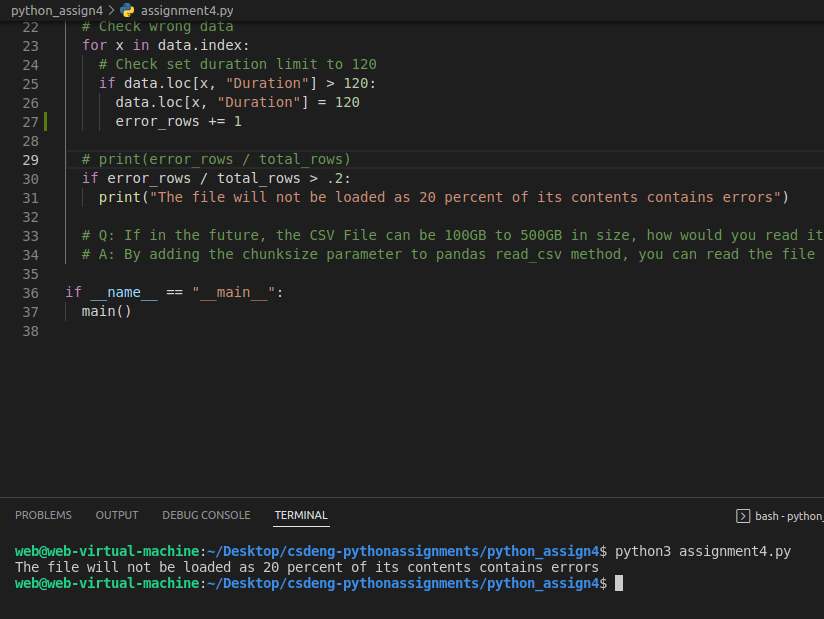 python_assign4 > assignment4.py
22 # Check wrong data
23 for x in data.index:
24 # Check set duration limit to 120
25 if data.loc[x, "Duration"] > 120:
26 data.loc[x, "Duration"] = 120
27 error_rows += 1
28
29 # print(error_rows / total_rows)
30 if error_rows / total_rows > .2:
31 print("The file will not be loaded as 20 percent of its contents contains errors")
32
33 # Q: If in the future, the CSV File can be 100GB to 500GB in size, how would you read it
34 # A: By adding the chunksize parameter to pandas read_csv method, you can read the file
35
36 if __name__ == "__main__":
37 main()
38
PROBLEMS OUTPUT DEBUG CONSOLE TERMINAL bash - python_
web@web-virtual-machine:~/Desktop/csdeng-pythonassignments/python_assign4$ python3 assignment4.py
The file will not be loaded as 20 percent of its contents contains errors
web@web-virtual-machine:~/Desktop/csdeng-pythonassignments/python_assign4$